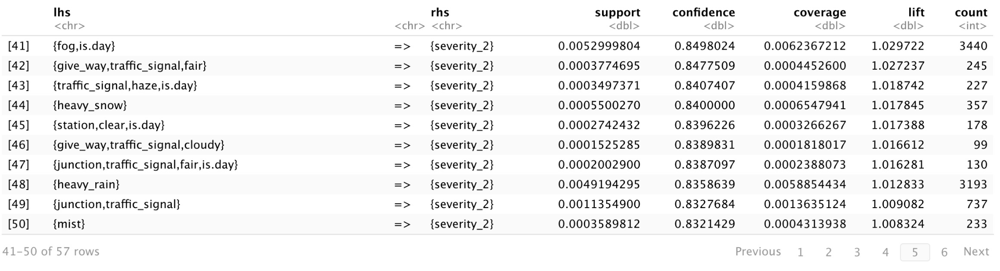 lhs rhs support confidence coverage lift count
<chr> <chr> <chr> <dbl> <dbl> <dbl> <dbl> <int>
[41] {fog,is.day} => {severity_2} 0.0052999804 0.8498024 0.0062367212 1.029722 3440
[42] {give_way,traffic_signal,fair} => {severity_2} 0.0003774695 0.8477509 0.0004452600 1.027237 245
[43] {traffic_signal,haze,is.day} => {severity_2} 0.0003497371 0.8407407 0.0004159868 1.018742 227
[44] {heavy_snow} => {severity_2} 0.0005500270 0.8400000 0.0006547941 1.017845 357
[45] {station,clear,is.day} => {severity_2} 0.0002742432 0.8396226 0.0003266267 1.017388 178
[46] {give_way,traffic_signal,cloudy} => {severity_2} 0.0001525285 0.8389831 0.0001818017 1.016612 99
[47] {junction,traffic_signal,fair,is.day} => {severity_2} 0.0002002900 0.8387097 0.0002388073 1.016281 130
[48] {heavy_rain} => {severity_2} 0.0049194295 0.8358639 0.0058854434 1.012833 3193
[49] {junction,traffic_signal} => {severity_2} 0.0011354900 0.8327684 0.0013635124 1.009082 737
[50] {mist} => {severity_2} 0.0003589812 0.8321429 0.0004313938 1.008324 233
41-50 of 57 rows Previous 1 2 3 4 5 6 Next